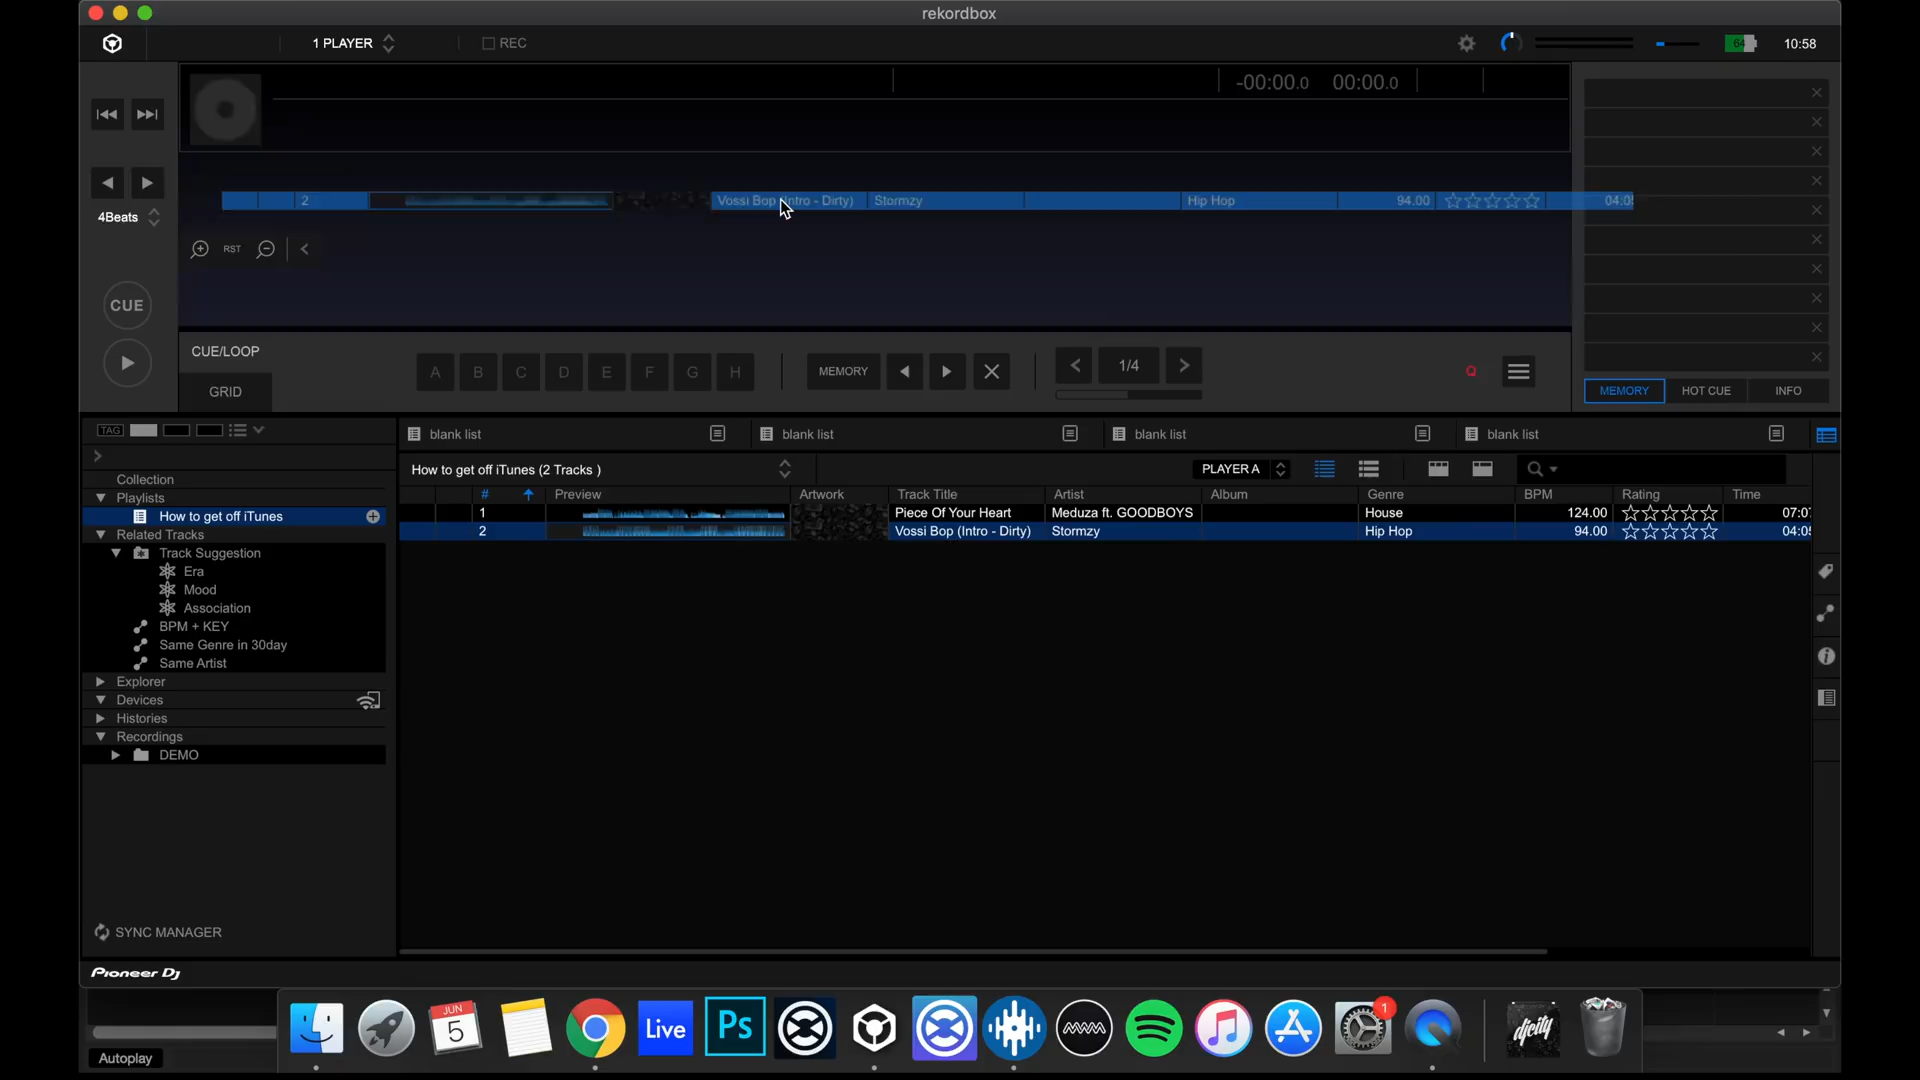 rekordbox
1 PLAYER
REC
64
10:58
-00:00.0 00:00.0
2 Vossi Bop (Intro - Dirty) Stormzy Hip Hop 94.00
4Beats
RST
CUE
CUE/LOOP
GRID
A B C D E F G H
MEMORY
1/4
Q
MEMORY HOT CUE INFO
TAG
blank list
blank list
blank list
blank list
How to get off iTunes (2 Tracks )
PLAYER A
# Preview Artwork Track Title Artist Album Genre BPM Rating Time
1 Piece Of Your Heart Meduza ft. GOODBOYS House 124.00
2 Vossi Bop (Intro - Dirty) Stormzy Hip Hop 94.00
Collection
Playlists
How to get off iTunes
Related Tracks
Track Suggestion
Era
Mood
Association
BPM + KEY
Same Genre in 30day
Same Artist
Explorer
Devices
Histories
Recordings
DEMO
SYNC MANAGER
Pioneer Dj
JUN
5
Live
Ps
1
djcity
Autoplay